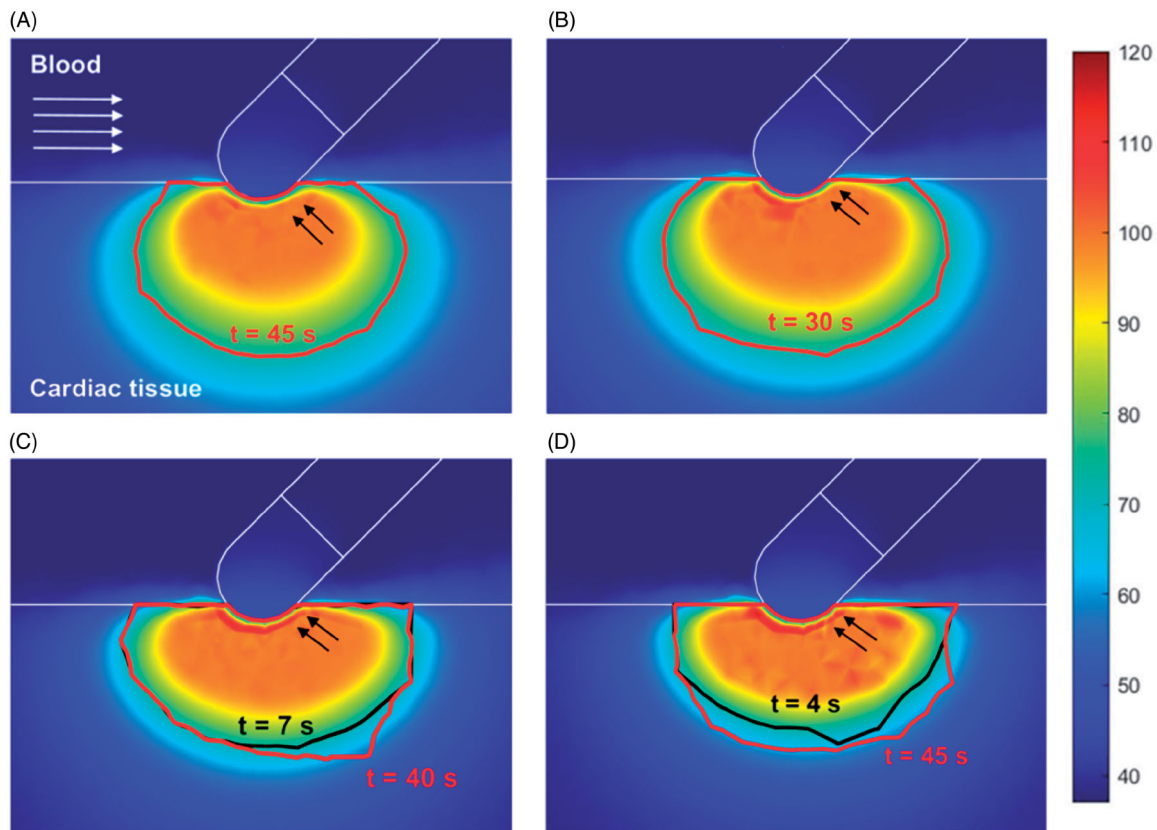 (A)
(B)
Blood
t = 45 s
Cardiac tissue
t = 30 s
(C)
(D)
t = 7 s
t = 40 s
t = 4 s
t = 45 s
120
110
100
90
80
70
60
50
40